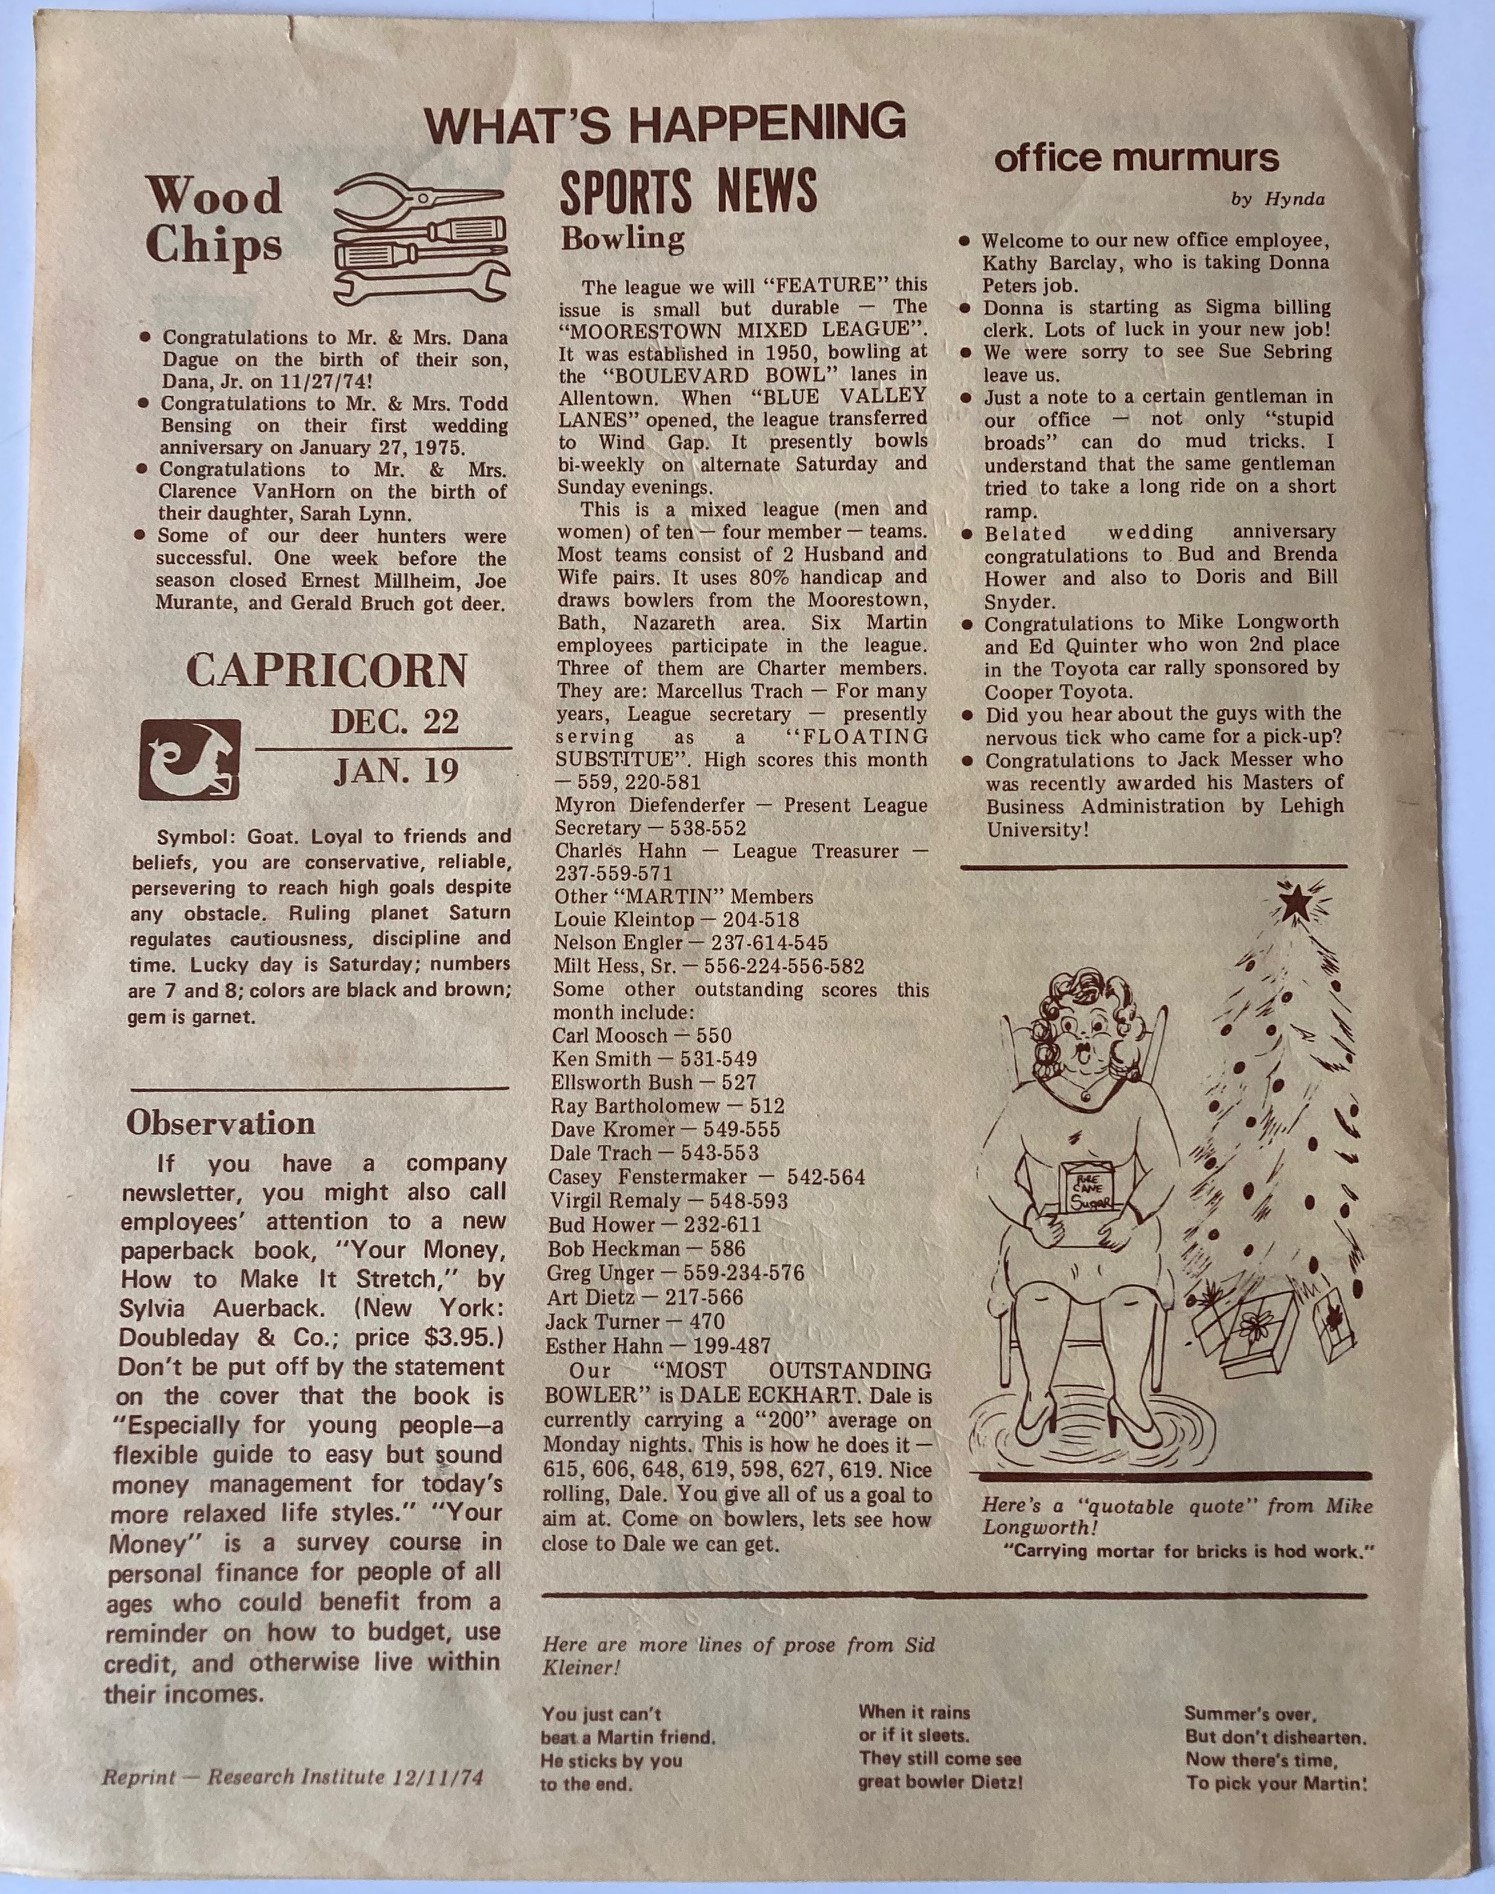 WHAT'S HAPPENING
Wood
Chips
• Congratulations to Mr. & Mrs. Dana
Dague on the birth of their son,
Dana, Jr. on 11/27/74!
• Congratulations to Mr. & Mrs. Todd
Bensing on their first wedding
anniversary on January 27, 1975.
• Congratulations to Mr. & Mrs.
Clarence VanHorn on the birth of
their daughter, Sarah Lynn.
• Some of our deer hunters were
successful. One week before the
season closed Ernest Millheim, Joe
Murante, and Gerald Bruch got deer.
CAPRICORN
DEC. 22
JAN. 19
Symbol: Goat. Loyal to friends and
beliefs, you are conservative, reliable,
persevering to reach high goals despite
any obstacle. Ruling planet Saturn
regulates cautiousness, discipline and
time. Lucky day is Saturday; numbers
are 7 and 8; colors are black and brown;
gem is garnet.
Observation
If you have a company
newsletter, you might also call
employees' attention to a new
paperback book, "Your Money,
How to Make It Stretch," by
Sylvia Auerback. (New York:
Doubleday & Co.; price $3.95.)
Don't be put off by the statement
on the cover that the book is
"Especially for young people—a
flexible guide to easy but sound
money management for today's
more relaxed life styles." "Your
Money" is a survey course in
personal finance for people of all
ages who could benefit from a
reminder on how to budget, use
credit, and otherwise live within
their incomes.
Reprint — Research Institute 12/11/74
SPORTS NEWS
Bowling
The league we will "FEATURE" this
issue is small but durable — The
"MOORESTOWN MIXED LEAGUE".
It was established in 1950, bowling at
the "BOULEVARD BOWL" lanes in
Allentown. When "BLUE VALLEY
LANES" opened, the league transferred
to Wind Gap. It presently bowls
bi-weekly on alternate Saturday and
Sunday evenings.
This is a mixed league (men and
women) of ten — four member — teams.
Most teams consist of 2 Husband and
Wife pairs. It uses 80% handicap and
draws bowlers from the Moorestown,
Bath, Nazareth area. Six Martin
employees participate in the league.
Three of them are Charter members.
They are: Marcellus Trach — For many
years, League secretary — presently
serving as a "FLOATING
SUBSTITUE". High scores this month
— 559, 220-581
Myron Diefenderfer — Present League
Secretary — 538-552
Charles Hahn — League Treasurer —
237-559-571
Other "MARTIN" Members
Louie Kleintop — 204-518
Nelson Engler — 237-614-545
Milt Hess, Sr. — 556-224-556-582
Some other outstanding scores this
month include:
Carl Moosch — 550
Ken Smith — 531-549
Ellsworth Bush — 527
Ray Bartholomew — 512
Dave Kromer — 549-555
Dale Trach — 543-553
Casey Fenstermaker — 542-564
Virgil Remaly — 548-593
Bud Hower — 232-611
Bob Heckman — 586
Greg Unger — 559-234-576
Art Dietz — 217-566
Jack Turner — 470
Esther Hahn — 199-487
Our "MOST OUTSTANDING
BOWLER" is DALE ECKHART. Dale is
currently carrying a "200" average on
Monday nights. This is how he does it —
615, 606, 648, 619, 598, 627, 619. Nice
rolling, Dale. You give all of us a goal to
aim at. Come on bowlers, lets see how
close to Dale we can get.
office murmurs
by Hynda
• Welcome to our new office employee,
Kathy Barclay, who is taking Donna
Peters job.
• Donna is starting as Sigma billing
clerk. Lots of luck in your new job!
• We were sorry to see Sue Sebring
leave us.
• Just a note to a certain gentleman in
our office — not only "stupid
broads" can do mud tricks. I
understand that the same gentleman
tried to take a long ride on a short
ramp.
• Belated wedding anniversary
congratulations to Bud and Brenda
Hower and also to Doris and Bill
Snyder.
• Congratulations to Mike Longworth
and Ed Quinter who won 2nd place
in the Toyota car rally sponsored by
Cooper Toyota.
• Did you hear about the guys with the
nervous tick who came for a pick-up?
• Congratulations to Jack Messer who
was recently awarded his Masters of
Business Administration by Lehigh
University!
PURE
CANE
Sugar
Here's a "quotable quote" from Mike
Longworth!
"Carrying mortar for bricks is hod work."
Here are more lines of prose from Sid
Kleiner!
You just can't
beat a Martin friend.
He sticks by you
to the end.
When it rains
or if it sleets.
They still come see
great bowler Dietz!
Summer's over,
But don't dishearten.
Now there's time,
To pick your Martin!